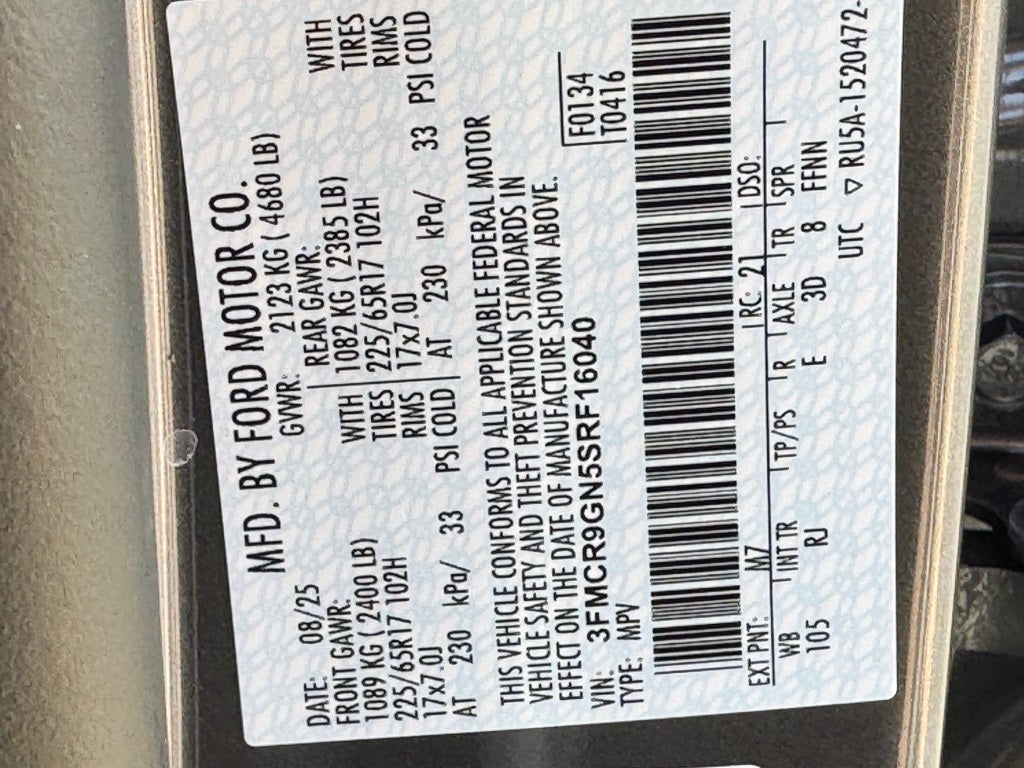 MFD. BY FORD MOTOR CO.
DATE: 08/25 GVWR: 2123 KG ( 4680 LB)
FRONT GAWR: REAR GAWR:
1089 KG ( 2400 LB) WITH 1082 KG ( 2385 LB) WITH
225/65R17 102H TIRES 225/65R17 102H TIRES
17x7.0J RIMS 17x7.0J RIMS
AT 230 kPa/ 33 PSI COLD AT 230 kPa/ 33 PSI COLD
THIS VEHICLE CONFORMS TO ALL APPLICABLE FEDERAL MOTOR
VEHICLE SAFETY AND THEFT PREVENTION STANDARDS IN
EFFECT ON THE DATE OF MANUFACTURE SHOWN ABOVE.
F0134
VIN: 3FMCR9GN5SRF16040
T0416
TYPE: MPV
EXT PNT: M7 RC: 21 DSO:
WB INT TR TP/PS R AXLE TR SPR
105 RJ E 3D 8 FFNN
UTC ▽ RU5A-1520472-